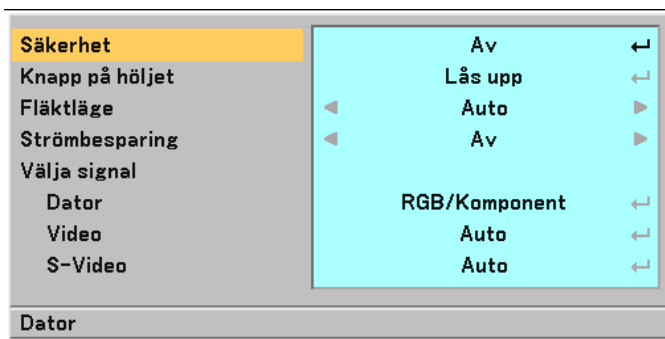 Säkerhet Av
Knapp på höljet Lås upp
Fläktläge Auto
Strömbesparing Av
Välja signal
Dator RGB/Komponent
Video Auto
S-Video Auto
Dator